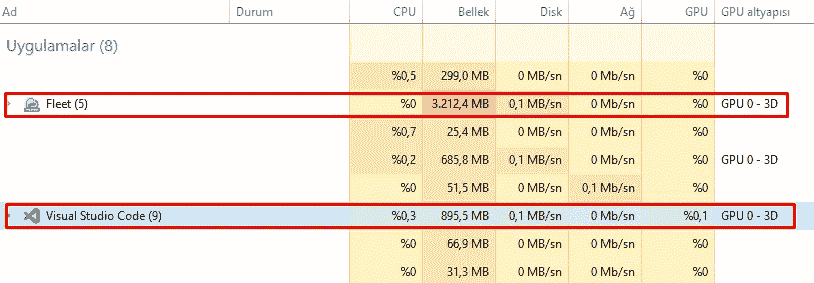 Ad Durum CPU Bellek Disk Ağ GPU GPU altyapısı
Uygulamalar (8)
%0,5 299,0 MB 0 MB/sn 0 Mb/sn %0
Fleet (5) %0 3.212,4 MB 0,1 MB/sn 0 Mb/sn %0 GPU 0 - 3D
%0,7 25,4 MB 0 MB/sn 0 Mb/sn %0
%0,2 685,8 MB 0,1 MB/sn 0 Mb/sn %0 GPU 0 - 3D
%0 51,5 MB 0 MB/sn 0,1 Mb/sn %0
Visual Studio Code (9) %0,3 895,5 MB 0,1 MB/sn 0 Mb/sn %0,1 GPU 0 - 3D
%0 66,9 MB 0 MB/sn 0 Mb/sn %0
%0 31,3 MB 0 MB/sn 0 Mb/sn %0